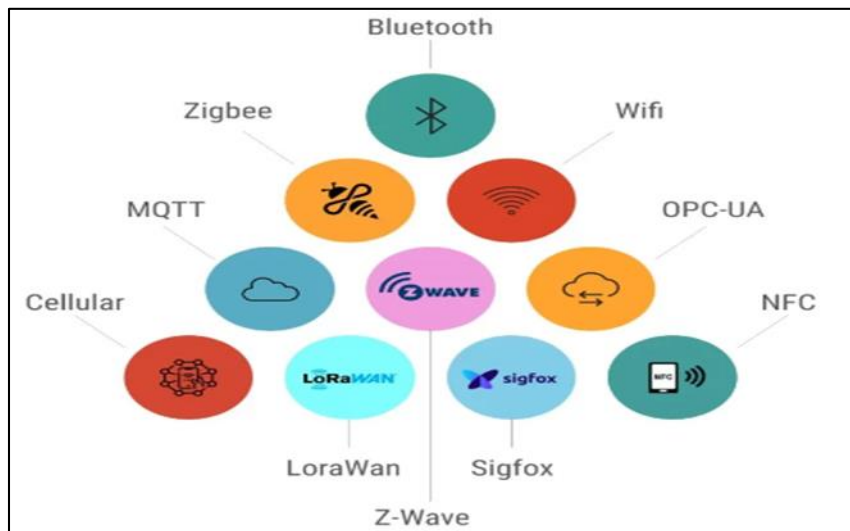 Bluetooth
Zigbee
Wifi
MQTT
OPC-UA
ZWAVE
Cellular
NFC
LoRaWAN
sigfox
NFC
LoraWan
Sigfox
Z-Wave